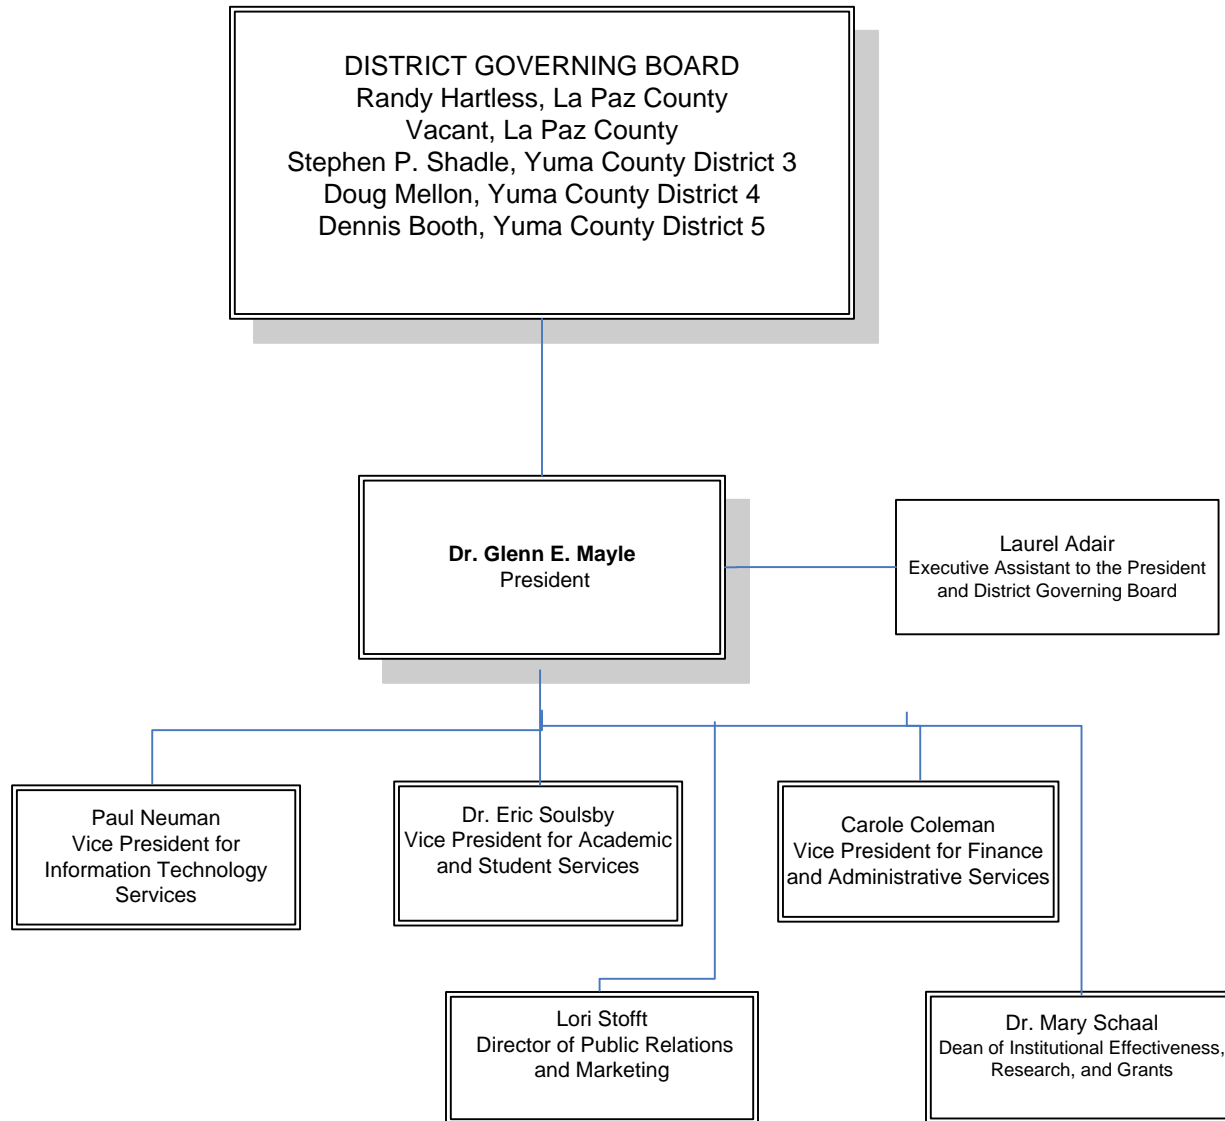 DISTRICT GOVERNING BOARD
Randy Hartless, La Paz County
Vacant, La Paz County
Stephen P. Shadle, Yuma County District 3
Doug Mellon, Yuma County District 4
Dennis Booth, Yuma County District 5
Dr. Glenn E. Mayle
President
Laurel Adair
Executive Assistant to the President
and District Governing Board
Paul Neuman
Vice President for
Information Technology
Services
Dr. Eric Soulsby
Vice President for Academic
and Student Services
Carole Coleman
Vice President for Finance
and Administrative Services
Lori Stofft
Director of Public Relations
and Marketing
Dr. Mary Schaal
Dean of Institutional Effectiveness,
Research, and Grants